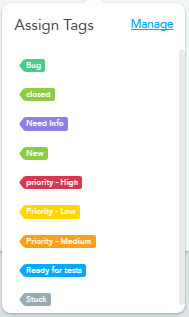 Assign Tags Manage
Bug
closed
Need Info
New
priority - High
Priority - Low
Priority - Medium
Ready for tests
Stuck